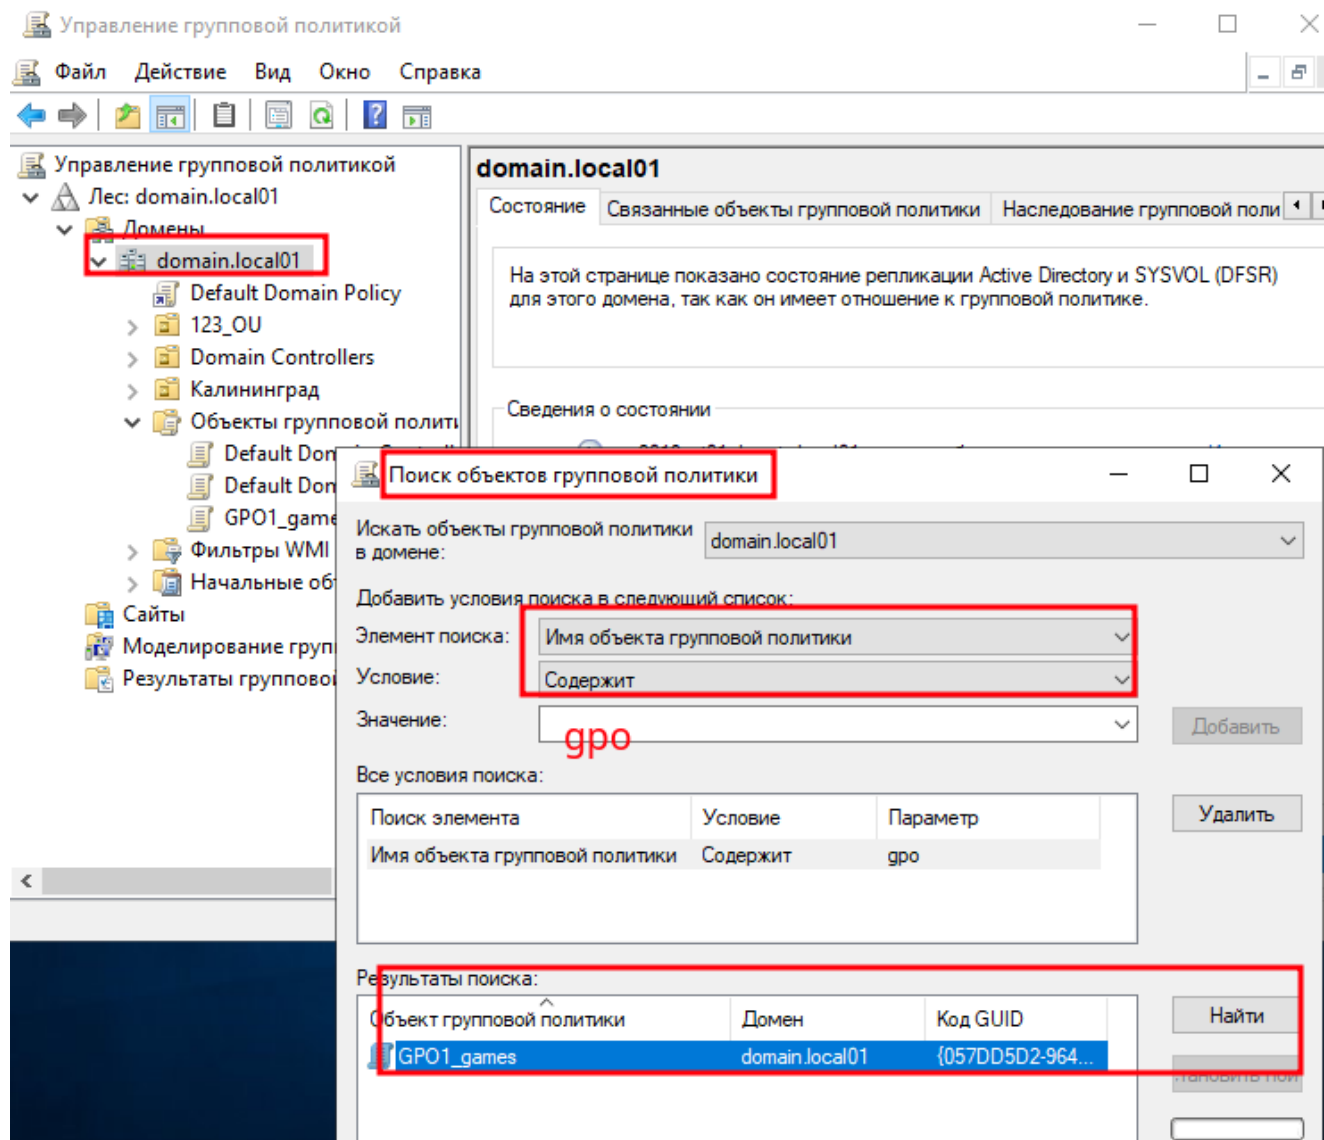 Управление групповой политикой
Файл Действие Вид Окно Справка
Управление групповой политикой
Лес: domain.local01
Домены
domain.local01
Default Domain Policy
123_OU
Domain Controllers
Калининград
Объекты групповой полити
Default Dom
Default Dom
GPO1_game
Фильтры WMI
Начальные об
Сайты
Моделирование груп
Результаты групповой
domain.local01
Состояние Связанные объекты групповой политики Наследование групповой поли
На этой странице показано состояние репликации Active Directory и SYSVOL (DFSR)
для этого домена, так как он имеет отношение к групповой политике.
Сведения о состоянии
Поиск объектов групповой политики
Искать объекты групповой политики
в домене:
domain.local01
Добавить условия поиска в следующий список:
Элемент поиска: Имя объекта групповой политики
Условие: Содержит
Значение: gpo
Добавить
Все условия поиска:
Поиск элемента Условие Параметр
Имя объекта групповой политики Содержит gpo
Удалить
Результаты поиска:
Объект групповой политики Домен Код GUID
GPO1_games domain.local01 {057DD5D2-964...
Найти